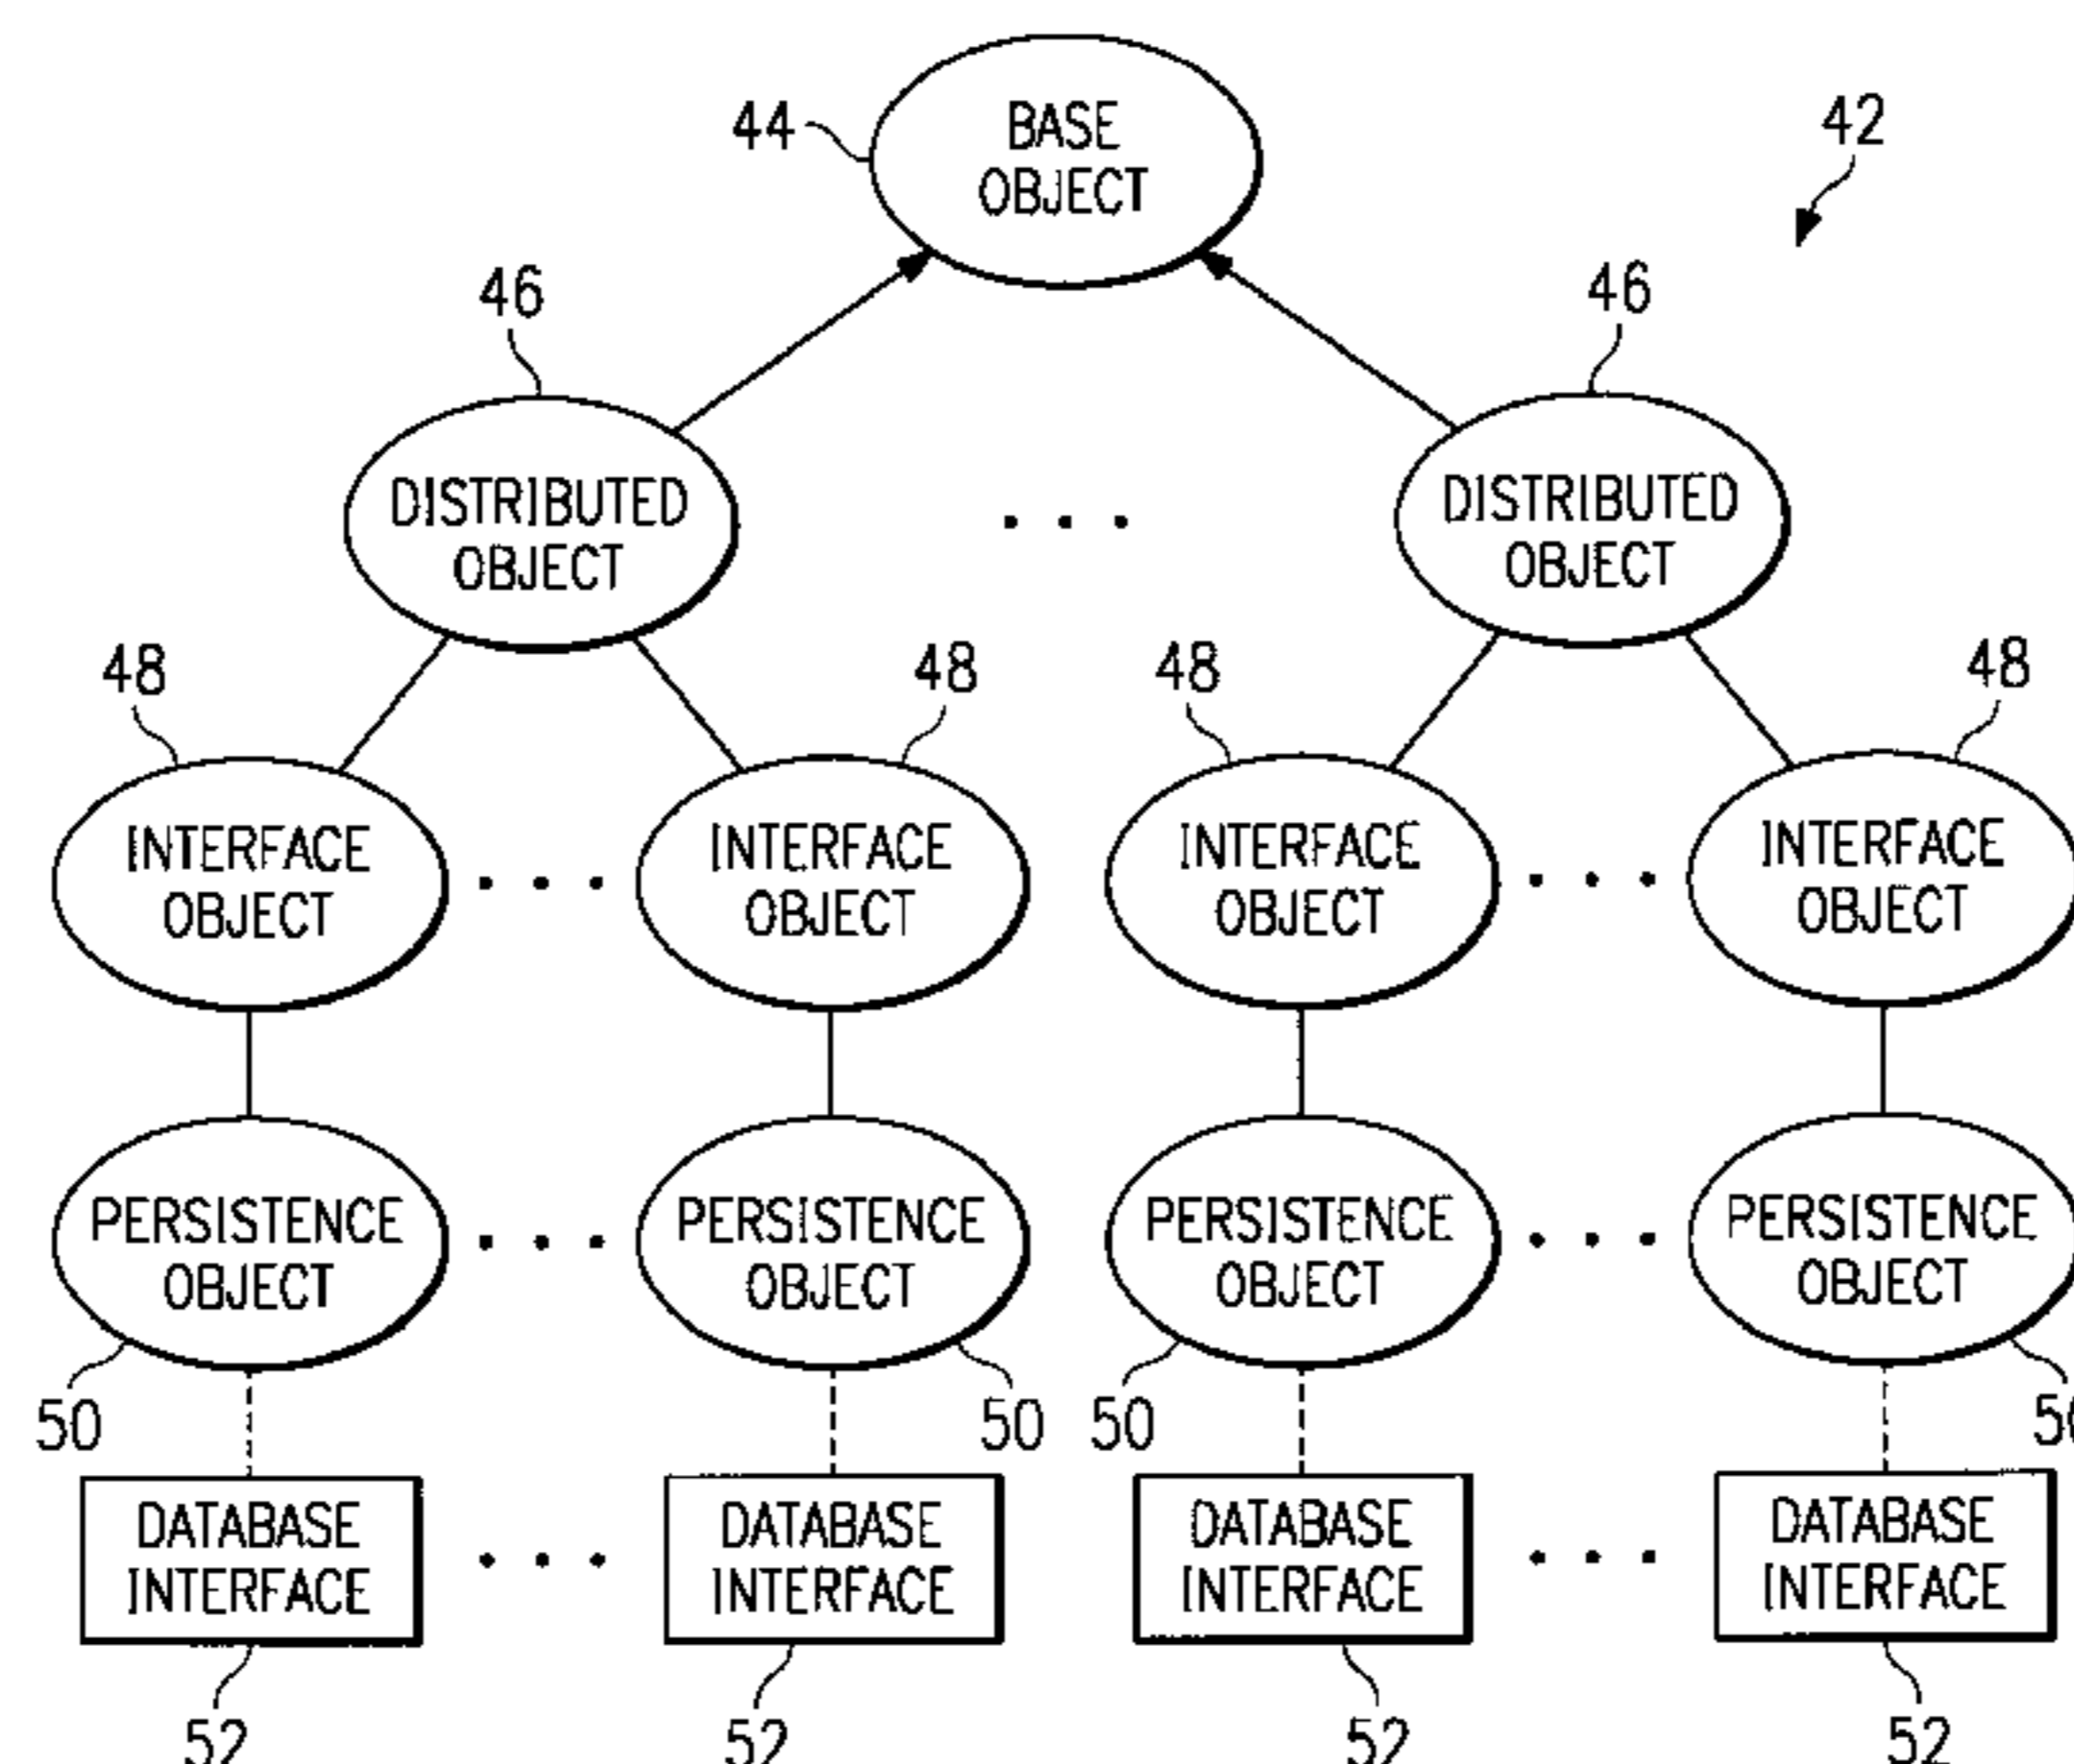 44
BASE
OBJECT
42
46
46
DISTRIBUTED
OBJECT
DISTRIBUTED
OBJECT
48
48
48
48
INTERFACE
OBJECT
INTERFACE
OBJECT
INTERFACE
OBJECT
INTERFACE
OBJECT
PERSISTENCE
OBJECT
PERSISTENCE
OBJECT
PERSISTENCE
OBJECT
PERSISTENCE
OBJECT
50
50
50
50
DATABASE
INTERFACE
DATABASE
INTERFACE
DATABASE
INTERFACE
DATABASE
INTERFACE
52
52
52
52